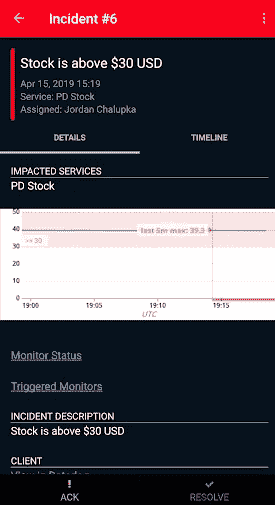 Incident #6
Stock is above $30 USD
Apr 15, 2019 15:19
Service: PD Stock
Assigned: Jordan Chalupka
DETAILS
TIMELINE
IMPACTED SERVICES
PD Stock
50
40
last 5m max: 39.3
30
>= 30
20
10
0
19:00
19:05
19:10
19:15
UTC
Monitor Status
Triggered Monitors
INCIDENT DESCRIPTION
Stock is above $30 USD
CLIENT
View in Datadog
ACK
RESOLVE